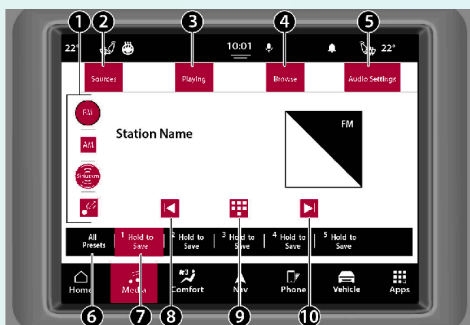 1 2 3 4 5
22° 10:01 22°
Sources Playing Browse Audio Settings
FM
AM
Station Name
FM
SiriusXM
All Presets
1 Hold to Save
2 Hold to Save
3 Hold to Save
4 Hold to Save
5 Hold to Save
Home Media Comfort Nav Phone Vehicle Apps
6 7 8 9 10